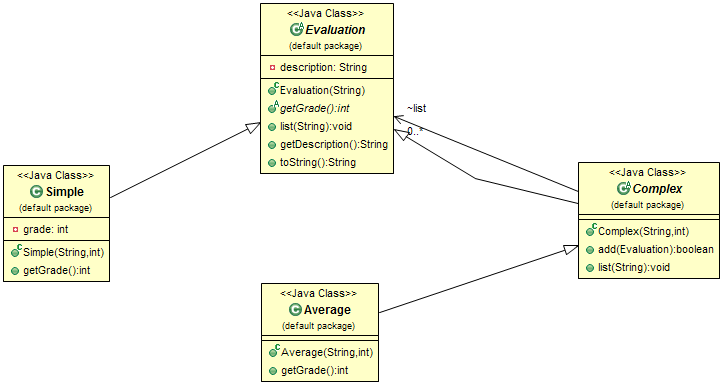 <<Java Class>>
Evaluation
(default package)
description: String
Evaluation(String)
getGrade():int
list(String):void
getDescription():String
toString():String
~list
0..*
<<Java Class>>
Simple
(default package)
grade: int
Simple(String,int)
getGrade():int
<<Java Class>>
Complex
(default package)
Complex(String,int)
add(Evaluation):boolean
list(String):void
<<Java Class>>
Average
(default package)
Average(String,int)
getGrade():int